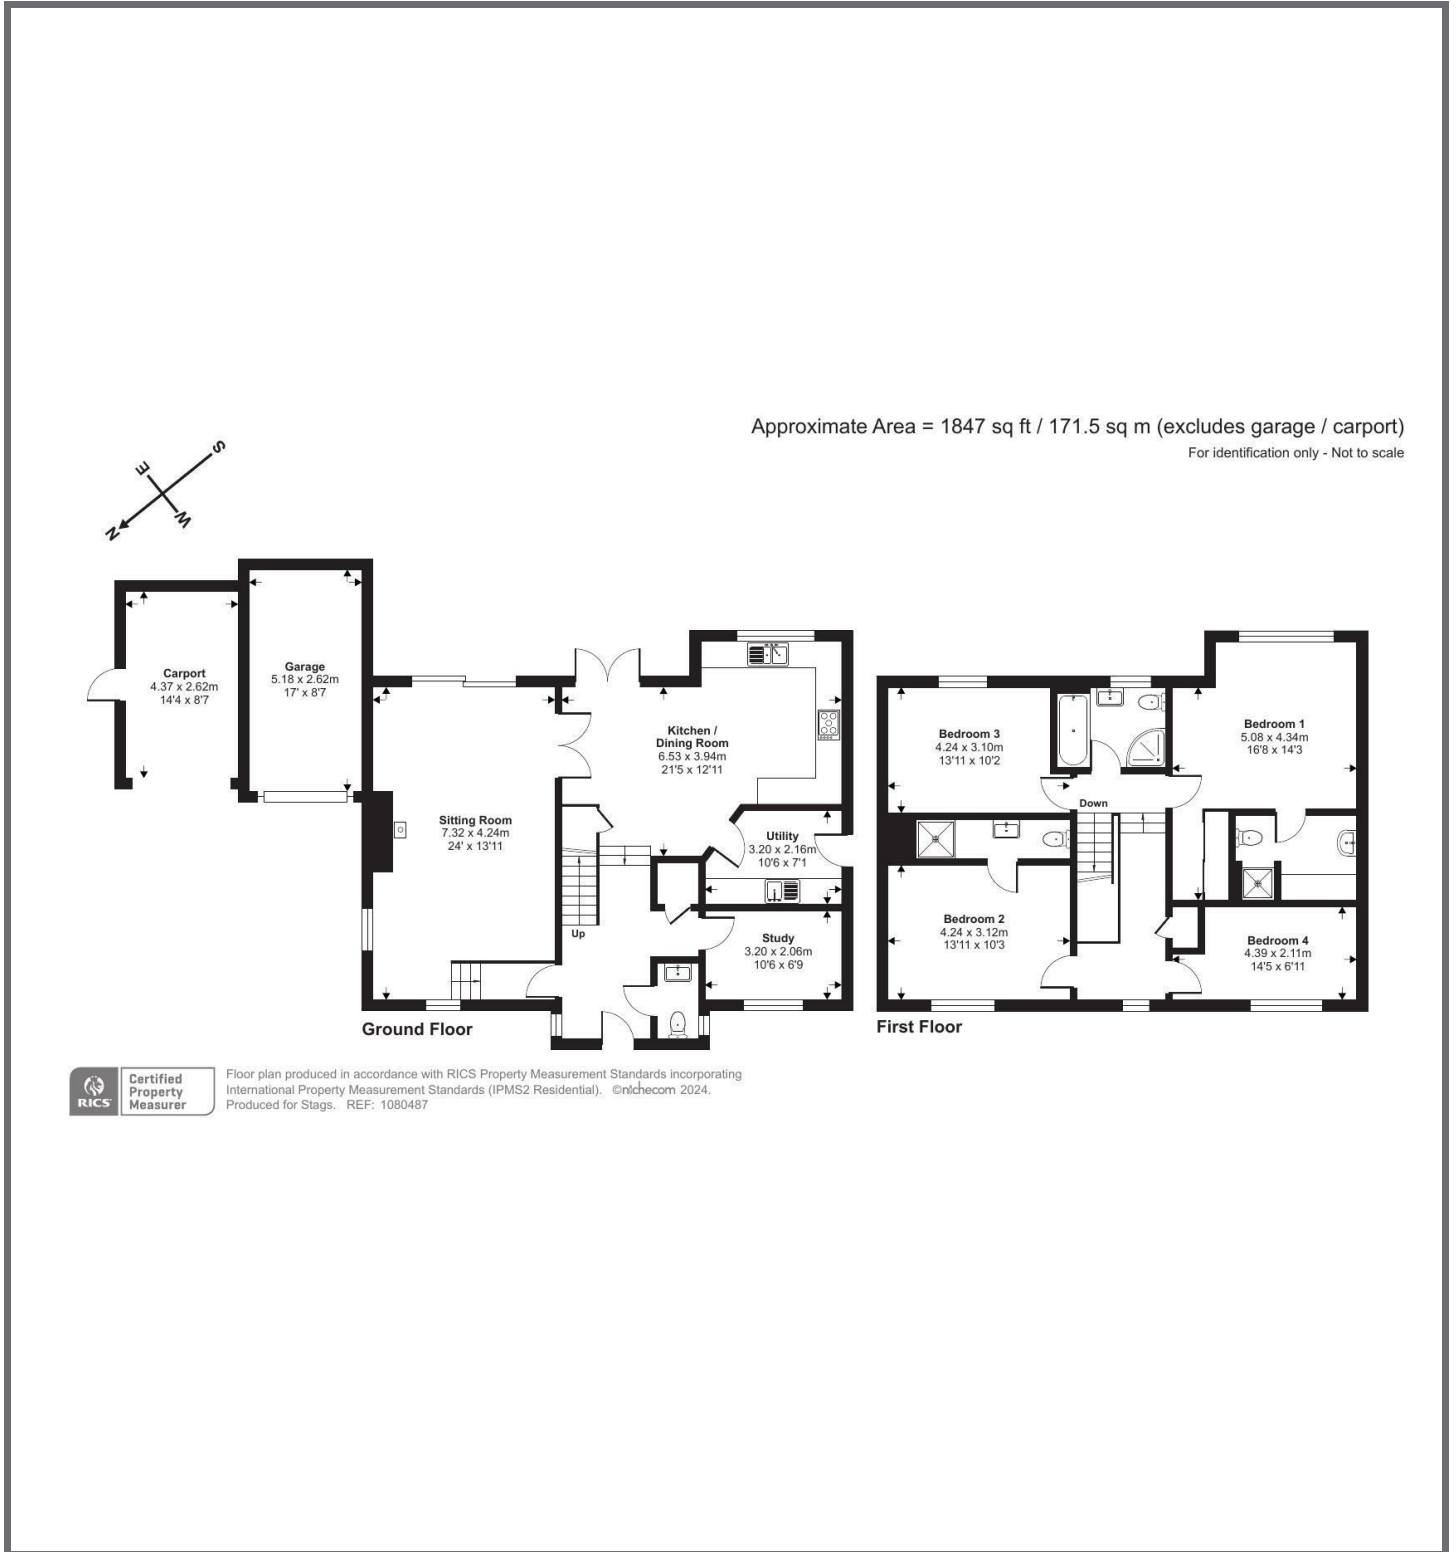 Approximate Area = 1847 sq ft / 171.5 sq m (excludes garage / carport)
For identification only - Not to scale
S
E
W
N
Carport
4.37 x 2.62m
14'4 x 8'7
Garage
5.18 x 2.62m
17' x 8'7
Kitchen /
Dining Room
6.53 x 3.94m
21'5 x 12'11
Sitting Room
7.32 x 4.24m
24' x 13'11
Utility
3.20 x 2.16m
10'6 x 7'1
Up
Study
3.20 x 2.06m
10'6 x 6'9
Ground Floor
Bedroom 3
4.24 x 3.10m
13'11 x 10'2
Bedroom 1
5.08 x 4.34m
16'8 x 14'3
Down
Bedroom 2
4.24 x 3.12m
13'11 x 10'3
Bedroom 4
4.39 x 2.11m
14'5 x 6'11
First Floor
RICS
Certified
Property
Measurer
Floor plan produced in accordance with RICS Property Measurement Standards incorporating
International Property Measurement Standards (IPMS2 Residential). ©nichecom 2024.
Produced for Stags. REF: 1080487